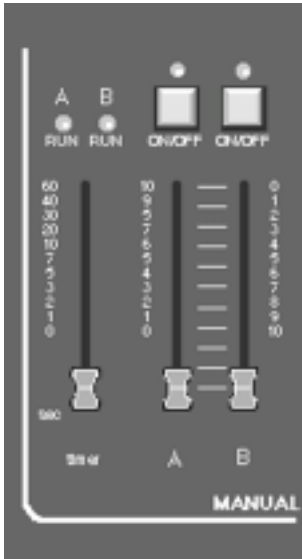 A B
RUN RUN
ON/OFF ON/OFF
60 10 0
40 9 1
30 8 2
20 7 3
10 6 4
7 5 5
5 4 6
3 3 7
2 2 8
1 1 9
0 0 10
sec
timer A B
MANUAL